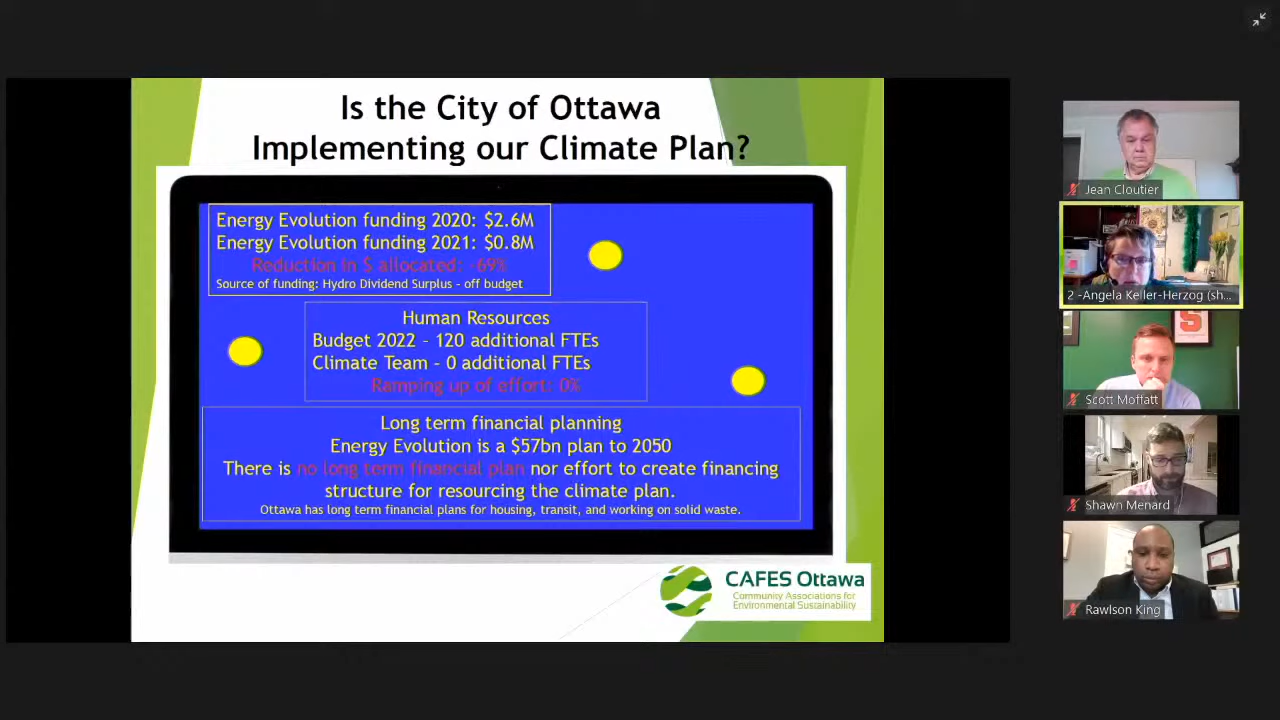 Is the City of Ottawa
Implementing our Climate Plan?
Energy Evolution funding 2020: $2.6M
Energy Evolution funding 2021: $0.8M
Reduction in $ allocated: -69%
Source of funding: Hydro Dividend Surplus - off budget
Human Resources
Budget 2022 - 120 additional FTEs
Climate Team - 0 additional FTEs
Ramping up of effort: 0%
Long term financial planning
Energy Evolution is a $57bn plan to 2050
There is no long term financial plan nor effort to create financing
structure for resourcing the climate plan.
Ottawa has long term financial plans for housing, transit, and working on solid waste.
CAFES Ottawa
Community Associations for
Environmental Sustainability
Jean Cloutier
2 -Angela Keller-Herzog (sh...
Scott Moffatt
Shawn Menard
Rawlson King